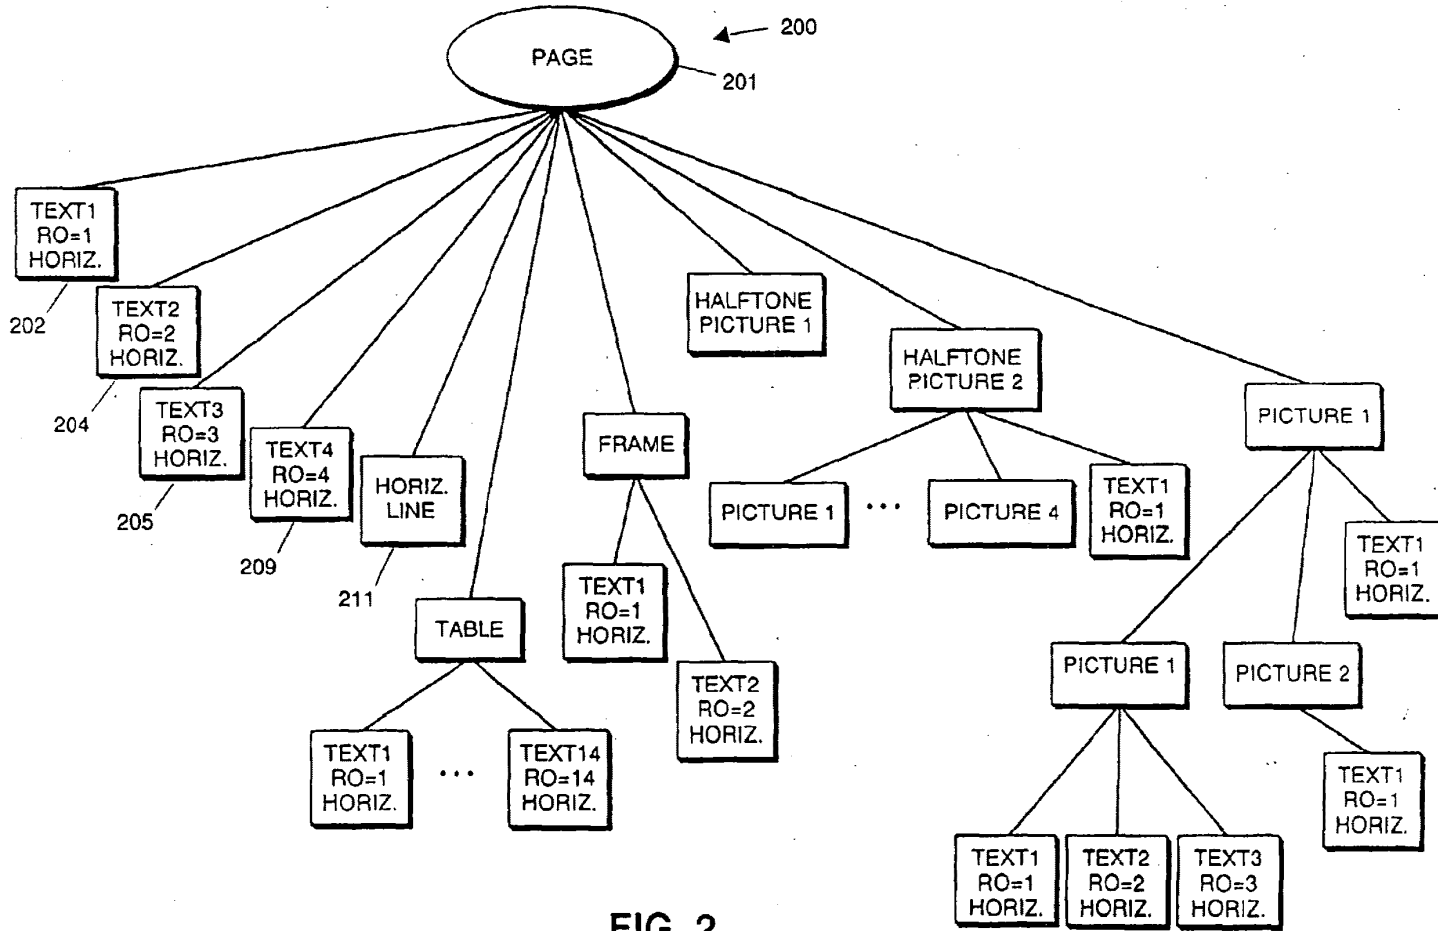 200
PAGE
201
TEXT1
RO=1
HORIZ.
202
TEXT2
RO=2
HORIZ.
204
TEXT3
RO=3
HORIZ.
205
TEXT4
RO=4
HORIZ.
209
HORIZ.
LINE
211
TABLE
TEXT1
RO=1
HORIZ.
...
TEXT14
RO=14
HORIZ.
FRAME
TEXT1
RO=1
HORIZ.
TEXT2
RO=2
HORIZ.
HALFTONE
PICTURE 1
HALFTONE
PICTURE 2
PICTURE 1
...
PICTURE 4
TEXT1
RO=1
HORIZ.
PICTURE 1
PICTURE 1
TEXT1
RO=1
HORIZ.
TEXT2
RO=2
HORIZ.
TEXT3
RO=3
HORIZ.
PICTURE 2
TEXT1
RO=1
HORIZ.
TEXT1
RO=1
HORIZ.
FIG. 2